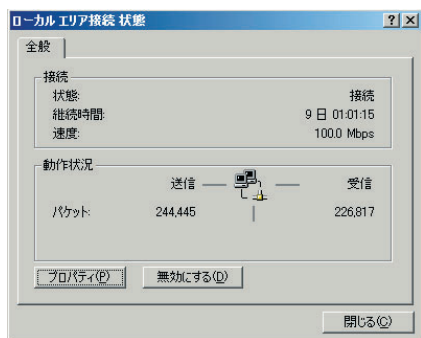 ローカル エリア接続 状態
全般
接続
状態: 接続
継続時間: 9 日 01:01:15
速度: 100.0 Mbps
動作状況
送信 受信
パケット: 244,445 226,817
プロパティ(P) 無効にする(D)
閉じる(C)